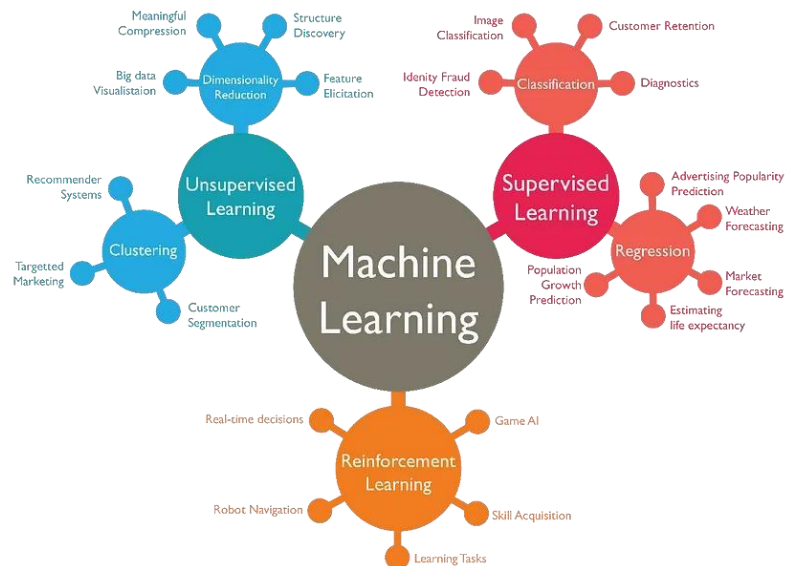 Meaningful
Compression
Structure
Discovery
Big data
Visualistaion
Dimensionality
Reduction
Feature
Elicitation
Image
Classification
Customer Retention
Idenity Fraud
Detection
Classification
Diagnostics
Unsupervised
Learning
Supervised
Learning
Recommender
Systems
Clustering
Targetted
Marketing
Customer
Segmentation
Advertising Popularity
Prediction
Weather
Forecasting
Regression
Population
Growth
Prediction
Market
Forecasting
Estimating
life expectancy
Machine
Learning
Real-time decisions
Game AI
Reinforcement
Learning
Robot Navigation
Skill Acquisition
Learning Tasks